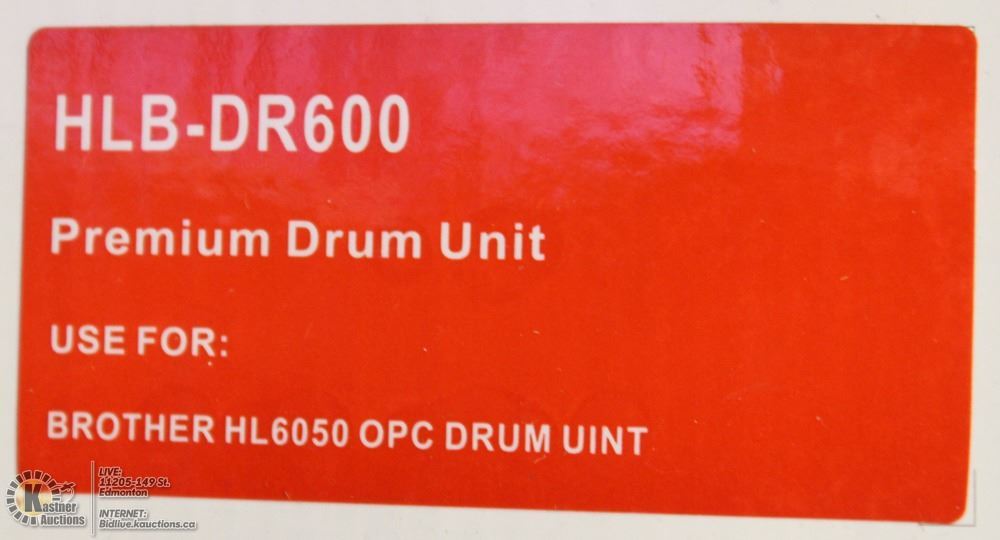 HLB-DR600
Premium Drum Unit
USE FOR:
BROTHER HL6050 OPC DRUM UINT
Kastner
Auctions
LIVE:
11205-149 St.
Edmonton
INTERNET:
Bidlive.kauctions.ca